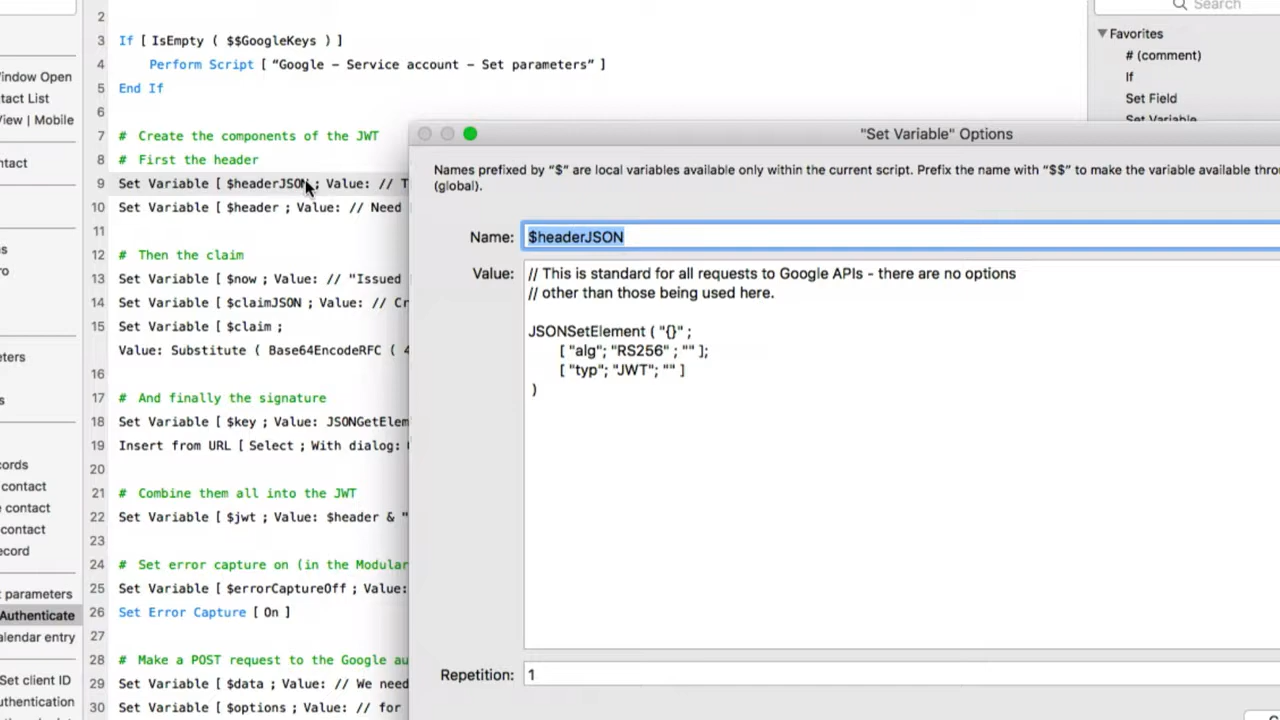 Search
Favorites
# (comment)
If
Set Field
Set Variable
Window Open
tact List
View | Mobile
ntact
s
ro
eters
s
ords
contact
contact
contact
ecord
parameters
Authenticate
alendar entry
Set client ID
uthentication
2
3 If [ IsEmpty ( $$GoogleKeys ) ]
4 Perform Script [ “Google – Service account – Set parameters” ]
5 End If
6
7 # Create the components of the JWT
8 # First the header
9 Set Variable [ $headerJSON ; Value: // T
10 Set Variable [ $header ; Value: // Need
11
12 # Then the claim
13 Set Variable [ $now ; Value: // "Issued
14 Set Variable [ $claimJSON ; Value: // Cr
15 Set Variable [ $claim ;
Value: Substitute ( Base64EncodeRFC ( 4
16
17 # And finally the signature
18 Set Variable [ $key ; Value: JSONGetElem
19 Insert from URL [ Select ; With dialog:
20
21 # Combine them all into the JWT
22 Set Variable [ $jwt ; Value: $header & "
23
24 # Set error capture on (in the Modular
25 Set Variable [ $errorCaptureOff ; Value:
26 Set Error Capture [ On ]
27
28 # Make a POST request to the Google au
29 Set Variable [ $data ; Value: // We need
30 Set Variable [ $options ; Value: // for
"Set Variable" Options
Names prefixed by “$” are local variables available only within the current script. Prefix the name with “$$” to make the variable available thro
(global).
Name: $headerJSON
Value: // This is standard for all requests to Google APIs - there are no options
// other than those being used here.
JSONSetElement ( "{}" ;
[ "alg"; "RS256" ; "" ];
[ "typ"; "JWT"; "" ]
)
Repetition: 1